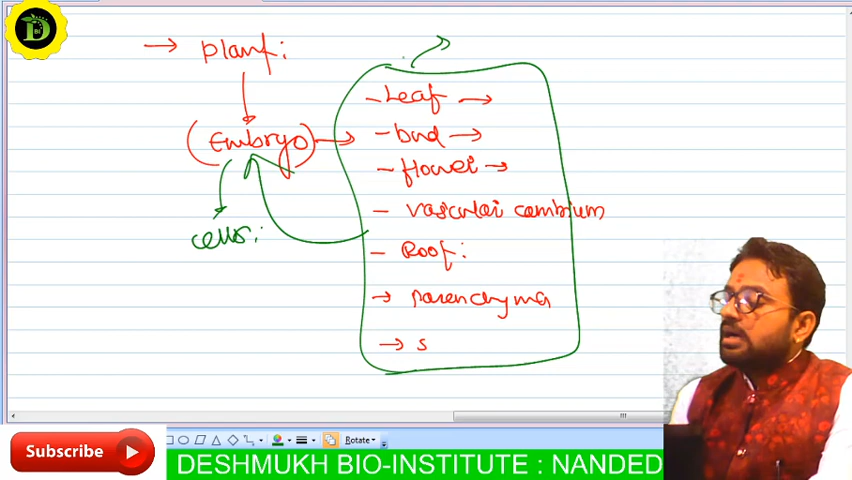 → Plant:
(Embryo) →
cells:
- Leaf →
- bud →
- flower →
- vascular cambium
- Root:
→ parenchyma
→ s
Rotate
Subscribe
DESHMUKH BIO-INSTITUTE : NANDED